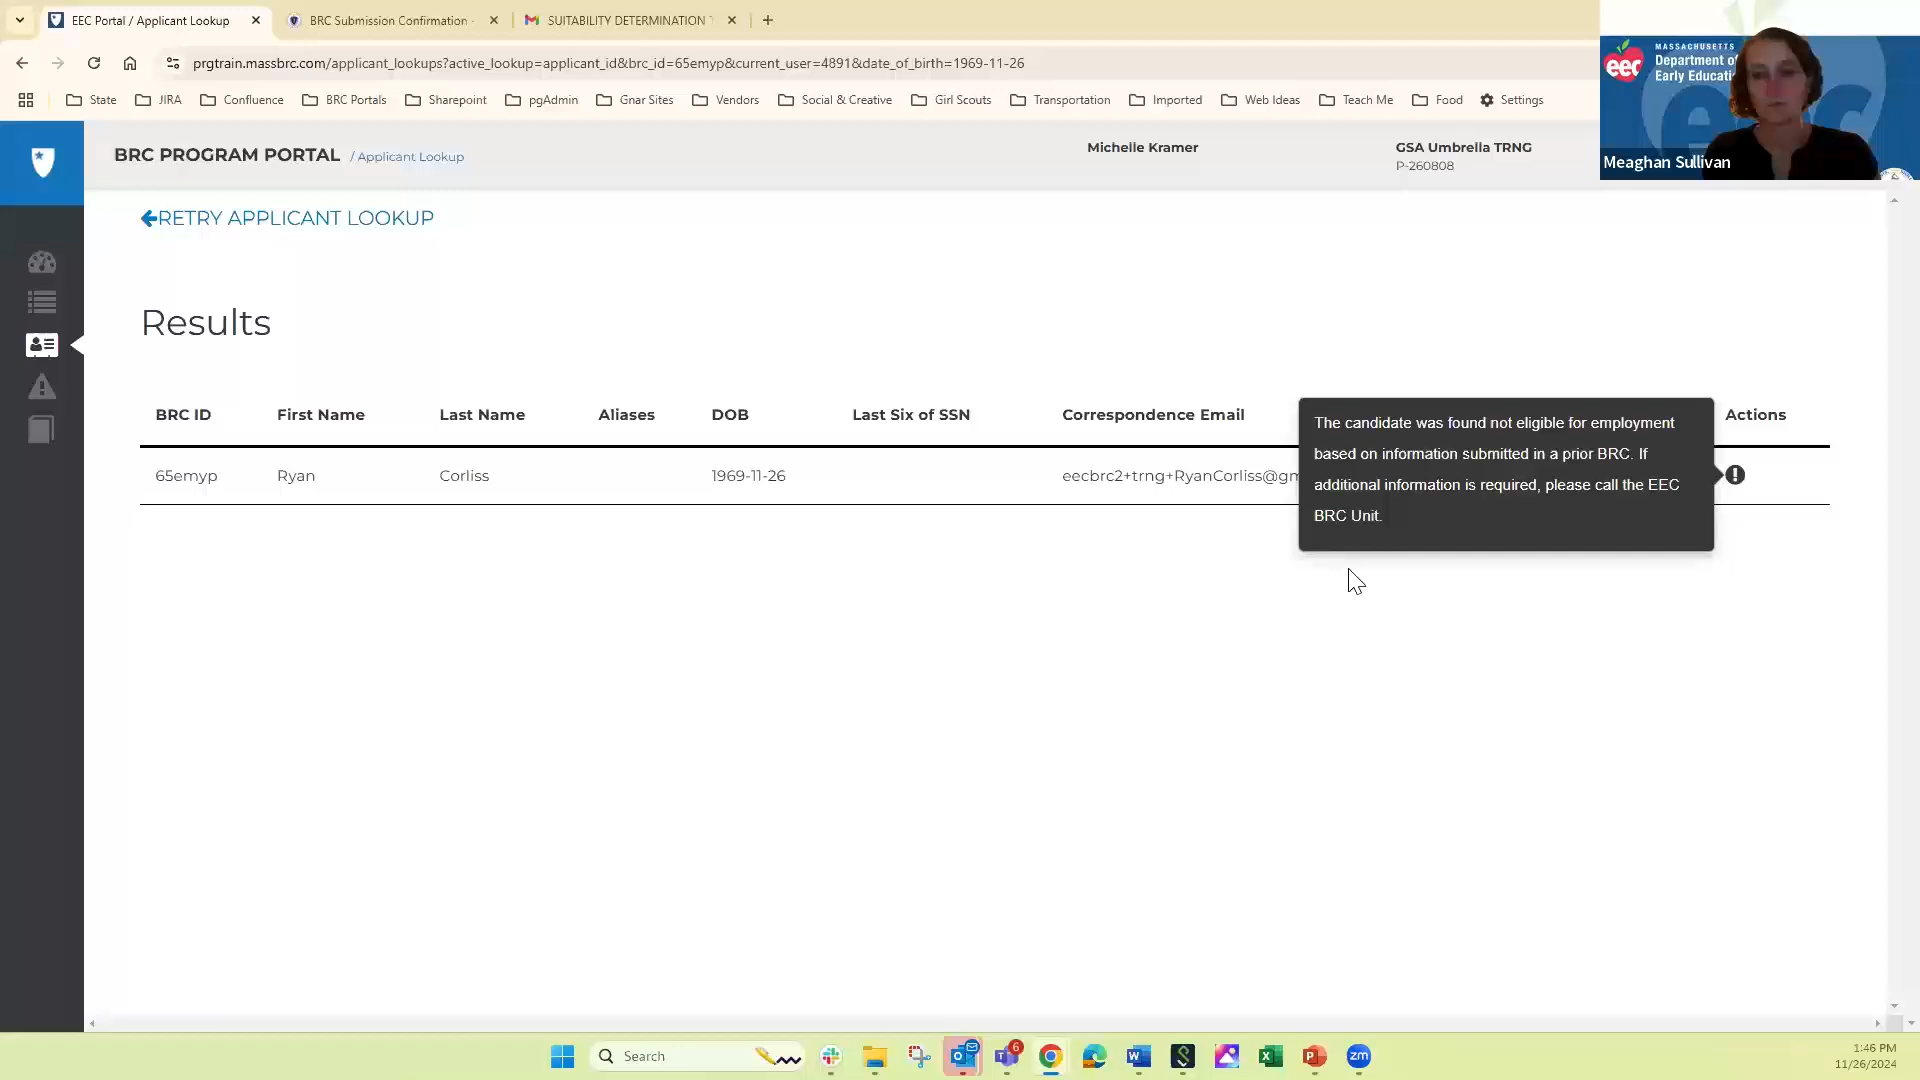 EEC Portal / Applicant Lookup
BRC Submission Confirmation
SUITABILITY DETERMINATION
prgtrain.massbrc.com/applicant_lookups?active_lookup=applicant_id&brc_id=65emyp&current_user=4891&date_of_birth=1969-11-26
State
JIRA
Confluence
BRC Portals
Sharepoint
pgAdmin
Gnar Sites
Vendors
Social & Creative
Girl Scouts
Transportation
Imported
Web Ideas
Teach Me
Food
Settings
eec
MASSACHUSETTS
Department of
Early Educati
Meaghan Sullivan
BRC PROGRAM PORTAL / Applicant Lookup
Michelle Kramer
GSA Umbrella TRNG
P-260808
RETRY APPLICANT LOOKUP
Results
BRC ID First Name Last Name Aliases DOB Last Six of SSN Correspondence Email Actions
65emyp Ryan Corliss 1969-11-26 eecbrc2+trng+RyanCorliss@gm
The candidate was found not eligible for employment
based on information submitted in a prior BRC. If
additional information is required, please call the EEC
BRC Unit.
Search
6
zm
1:46 PM
11/26/2024